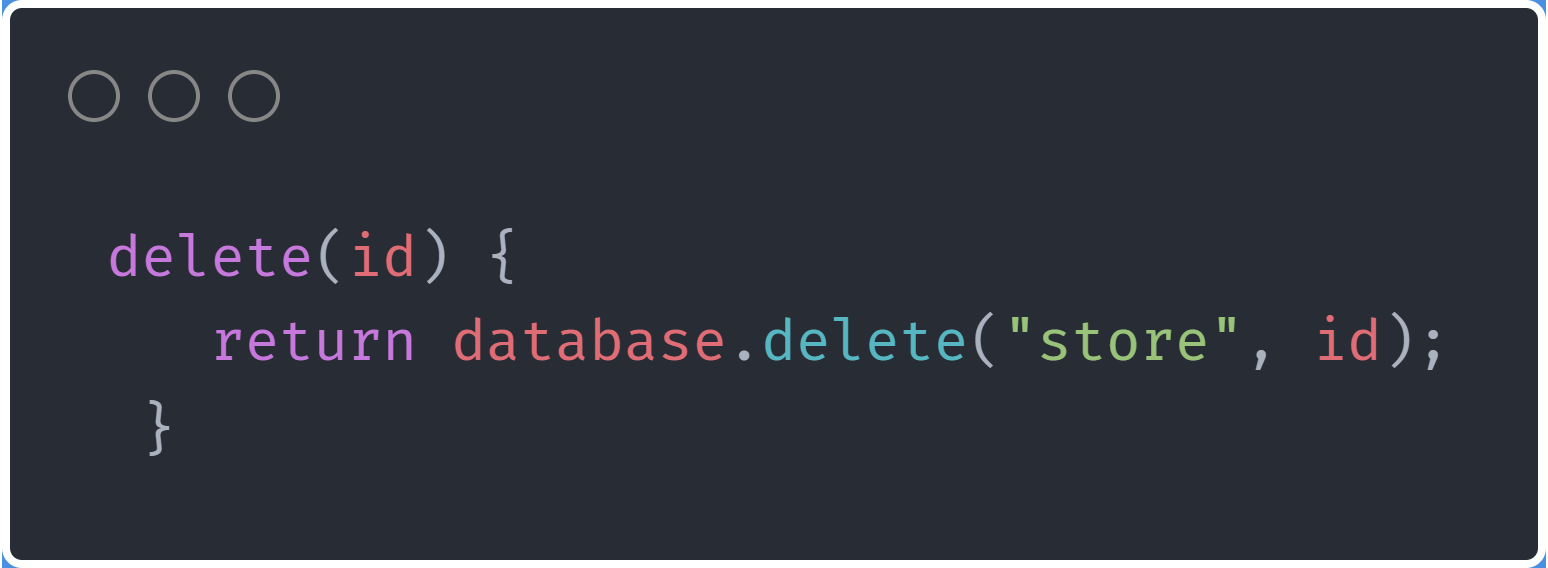 delete(id) {
   return database.delete("store", id);
 }